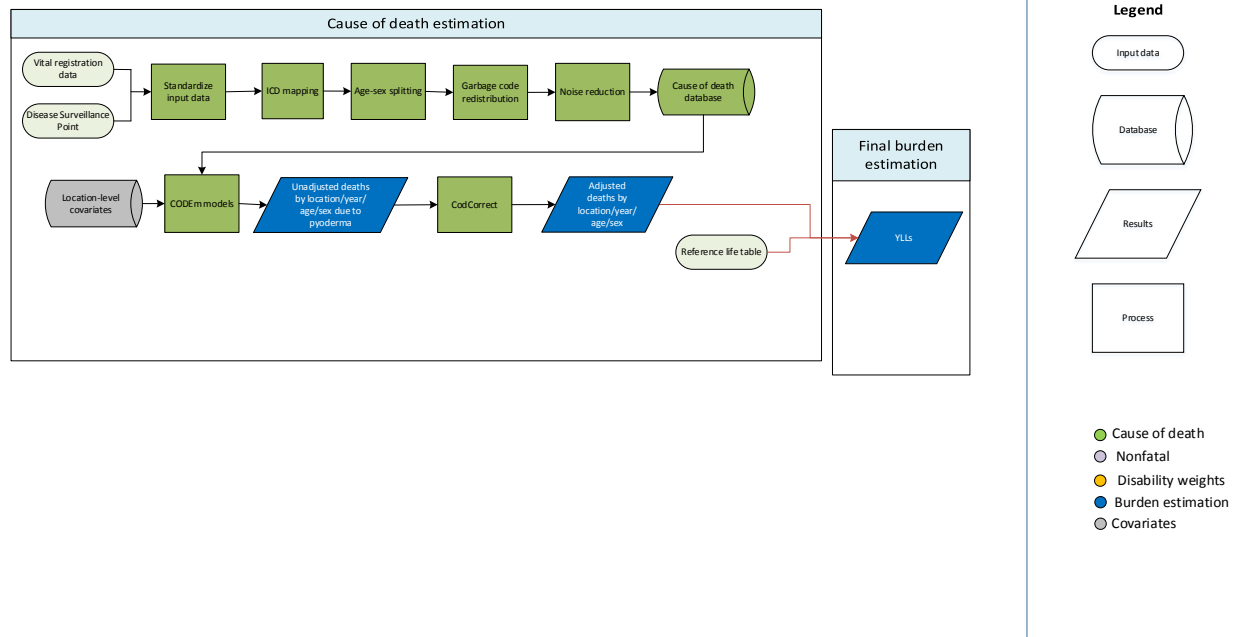 Cause of death estimation
Vital registration
data
Disease Surveillance
Point
Standardize
input data
ICD mapping
Age-sex splitting
Garbage code
redistribution
Noise reduction
Cause of death
database
Location-level
covariates
CODEm models
Unadjusted deaths
by location/year/
age/sex due to
pyoderma
CodCorrect
Adjusted
deaths by
location/year/
age/sex
Reference life table
Final burden
estimation
YLLs
Legend
Input data
Database
Results
Process
Cause of death
Nonfatal
Disability weights
Burden estimation
Covariates